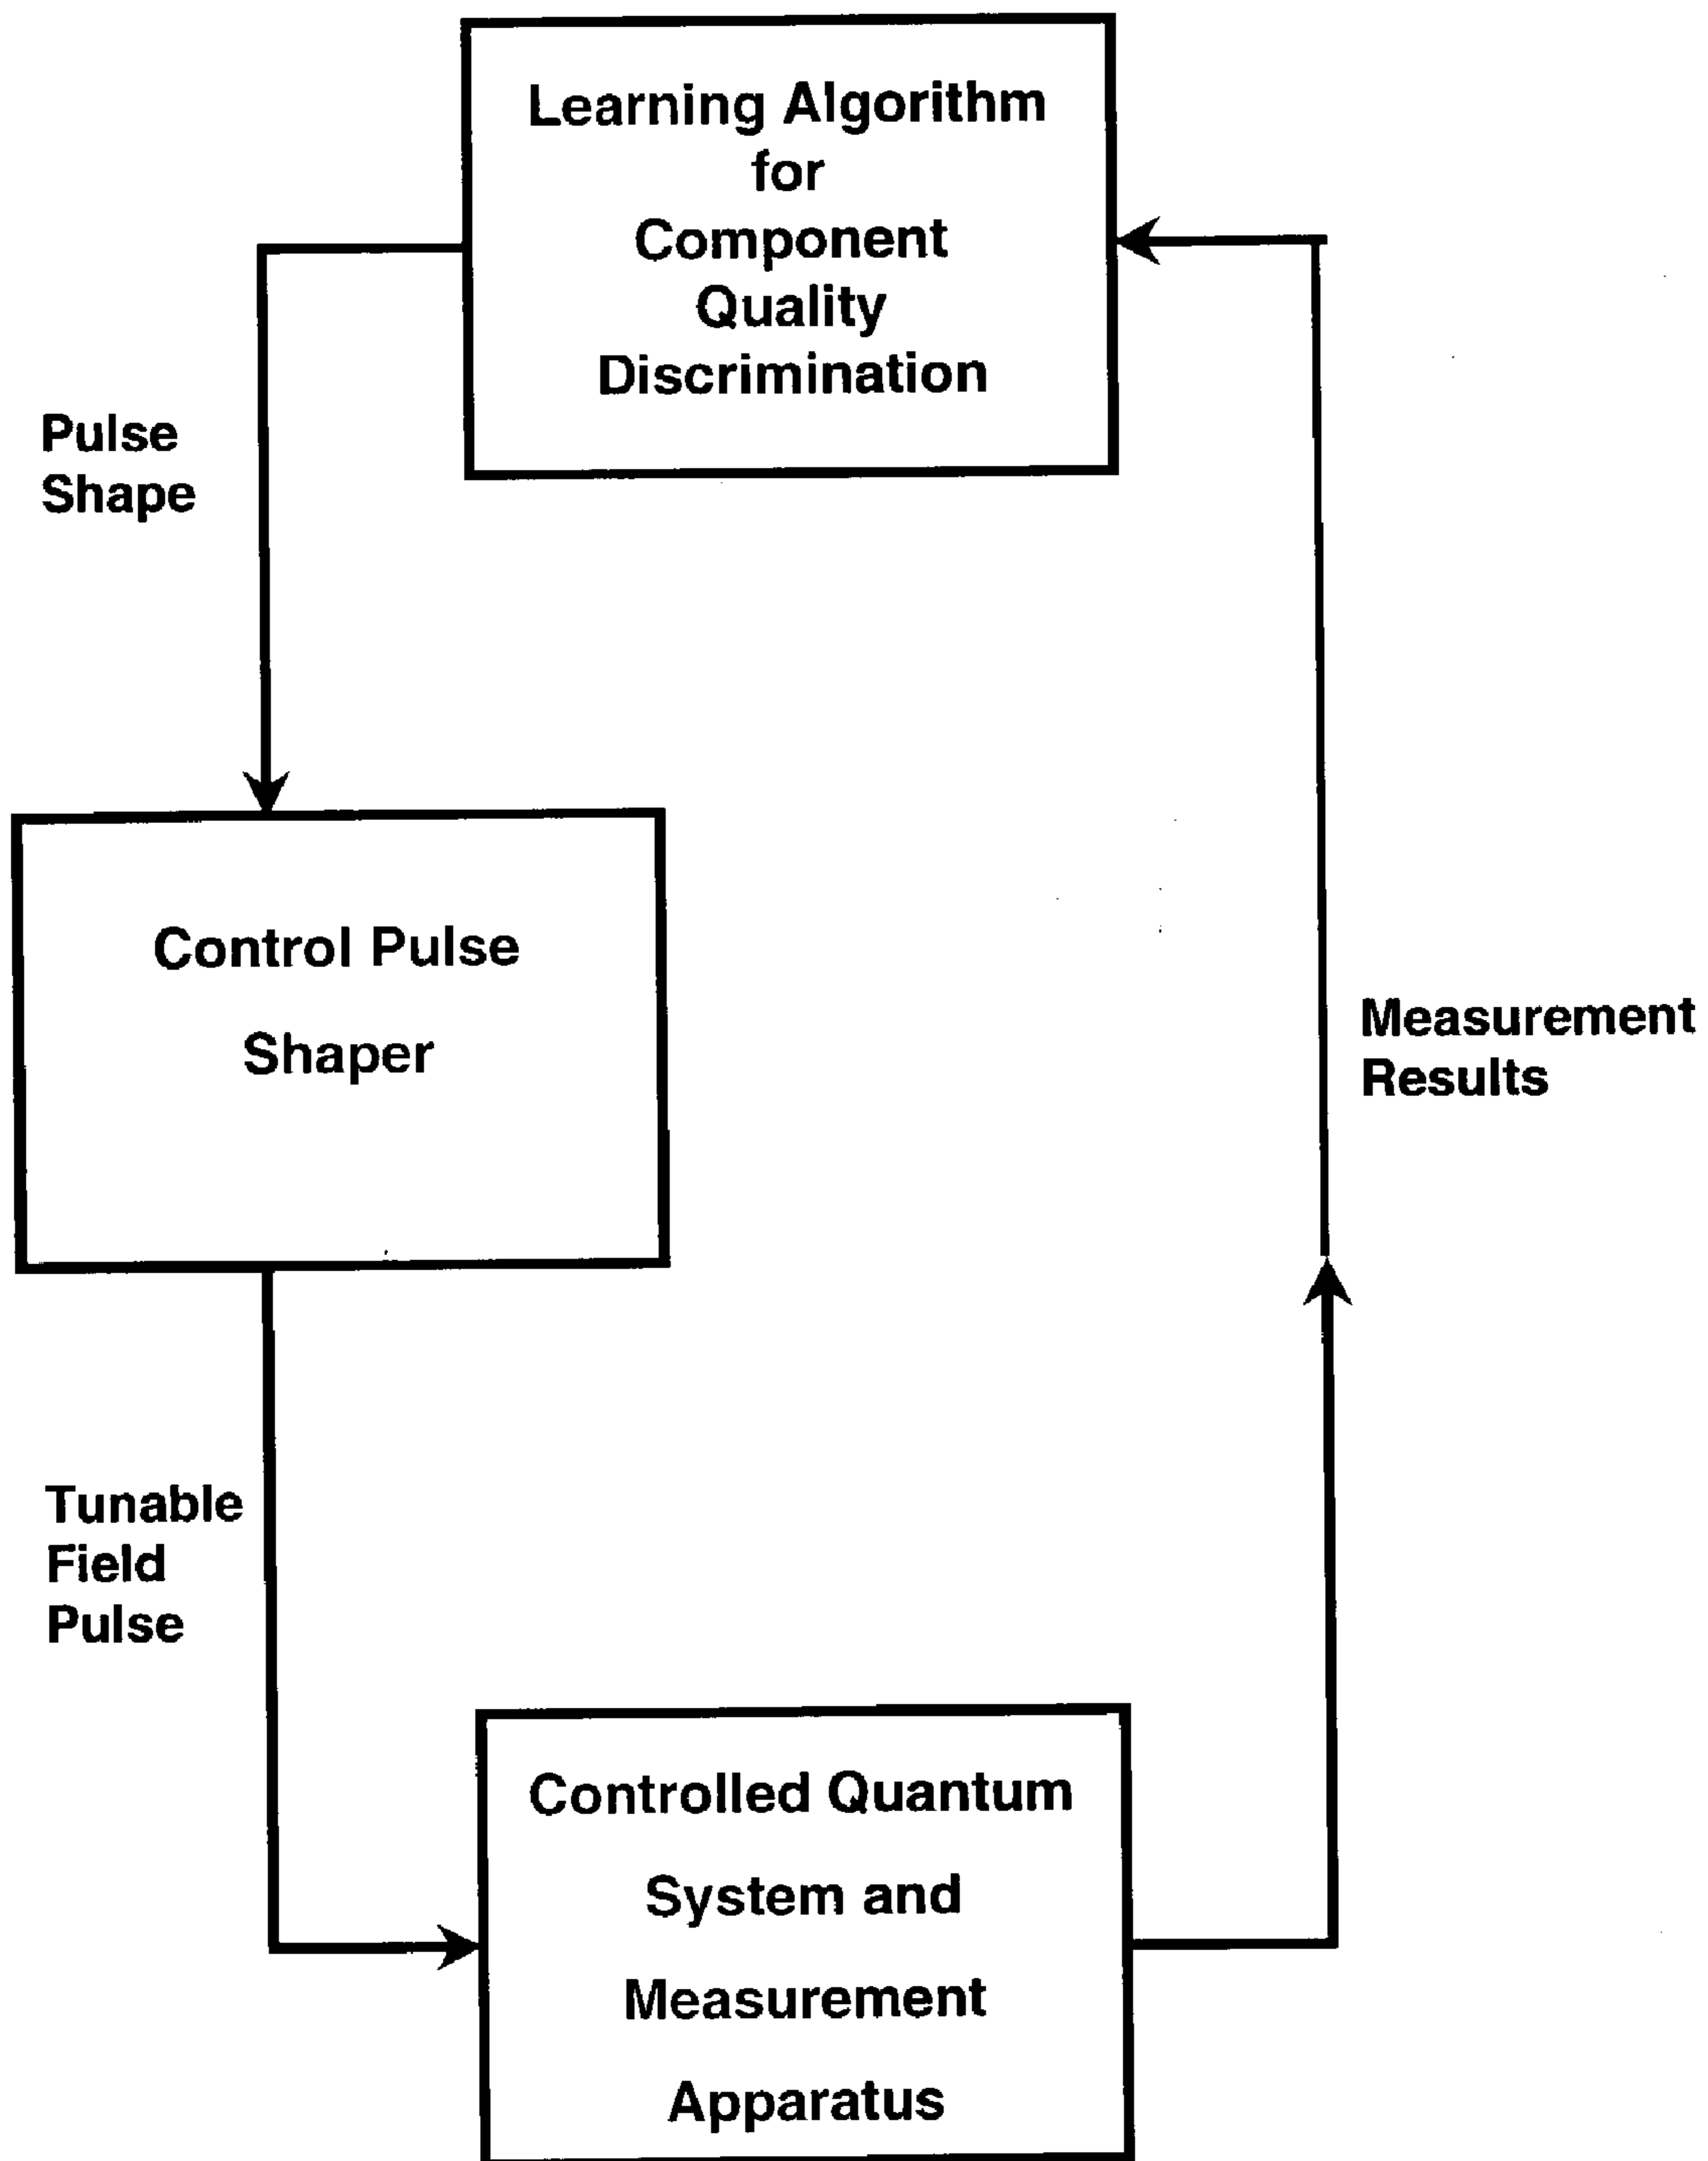 Learning Algorithm
for
Component
Quality
Discrimination
Pulse
Shape
Control Pulse
Shaper
Measurement
Results
Tunable
Field
Pulse
Controlled Quantum
System and
Measurement
Apparatus